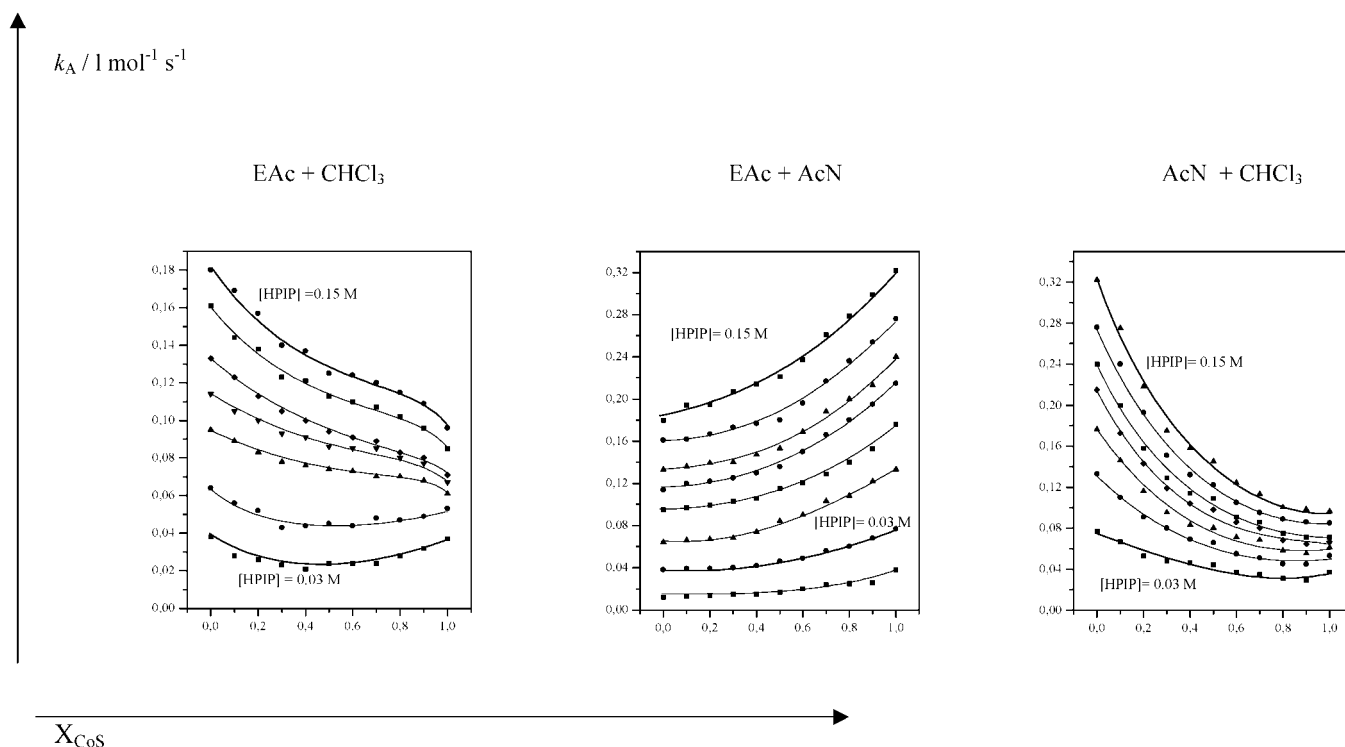 k_A / l mol⁻¹ s⁻¹
EAc + CHCl₃
EAc + AcN
AcN + CHCl₃
0,18
0,16
0,14
0,12
0,10
0,08
0,06
0,04
0,02
0,00
[HPIP] =0.15 M
[HPIP] = 0.03 M
0,0 0,2 0,4 0,6 0,8 1,0
0,32
0,28
0,24
0,20
0,16
0,12
0,08
0,04
0,00
[HPIP]= 0.15 M
[HPIP]= 0.03 M
0,0 0,2 0,4 0,6 0,8 1,0
0,32
0,28
0,24
0,20
0,16
0,12
0,08
0,04
0,00
[HPIP]= 0.15 M
[HPIP]= 0.03 M
0,0 0,2 0,4 0,6 0,8 1,0
X_CoS